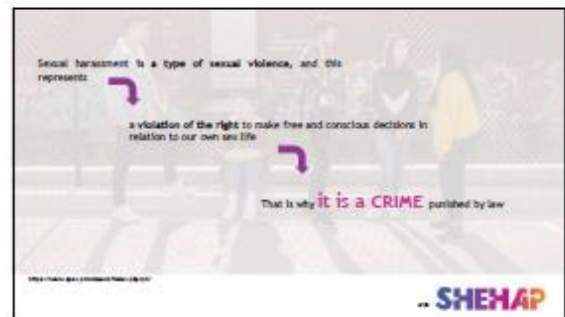 Sexual harassment is a type of sexual violence, and this
represents
a violation of the right to make free and conscious decisions in
relation to our own sex life
That is why it is a CRIME punished by law
SHEHAP